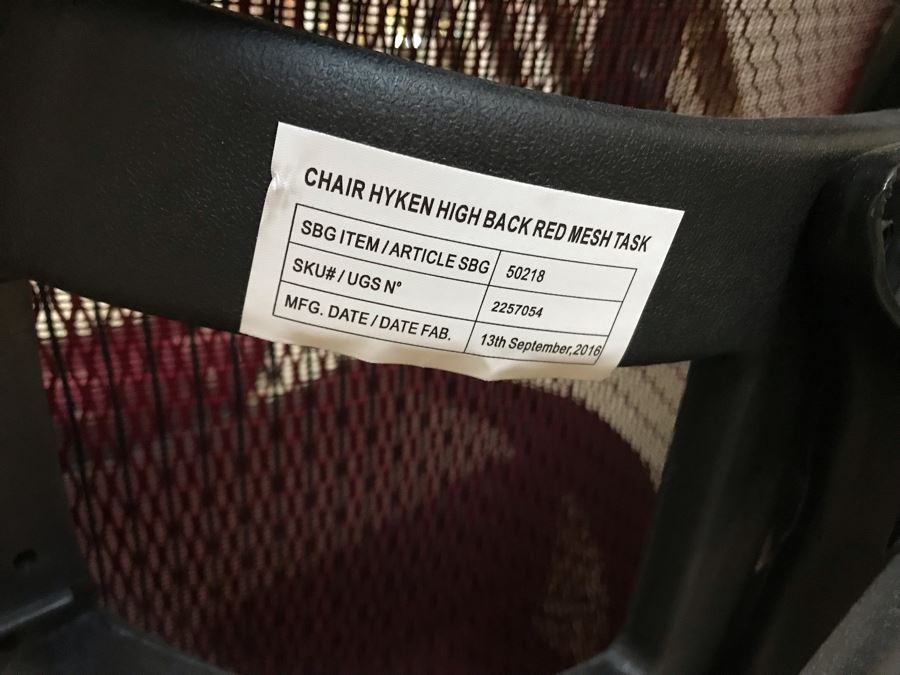 CHAIR HYKEN HIGH BACK RED MESH TASK
SBG ITEM / ARTICLE SBG 50218
SKU# / UGS N° 2257054
MFG. DATE / DATE FAB. 13th September,2016